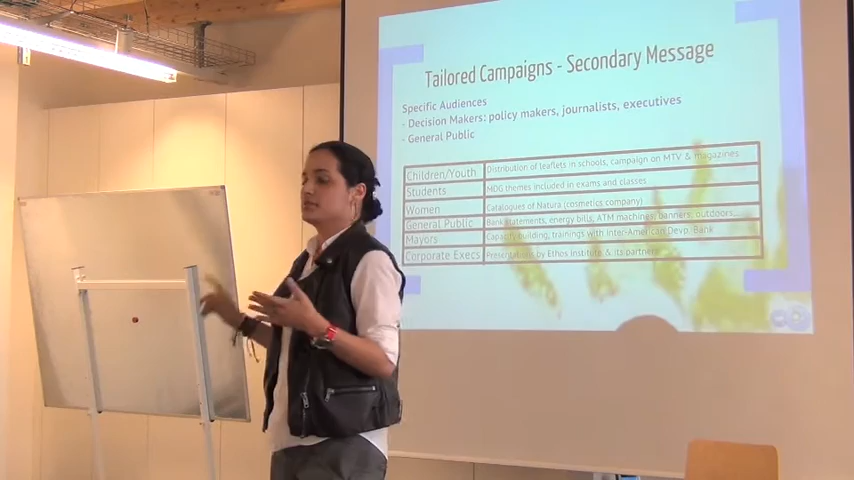 Tailored Campaigns - Secondary Message
Specific Audiences
- Decision Makers: policy makers, journalists, executives
- General Public
Children/Youth Distribution of leaflets in schools, campaign on MTV & magazines
Students MDG themes included in exams and classes
Women Catalogues of Natura (cosmetics company)
General Public Bank statements, energy bills, ATM machines, banners, outdoors...
Mayors Capacity building, trainings with Inter-American Devp. Bank
Corporate Execs Presentations by Ethos Institute & its partners